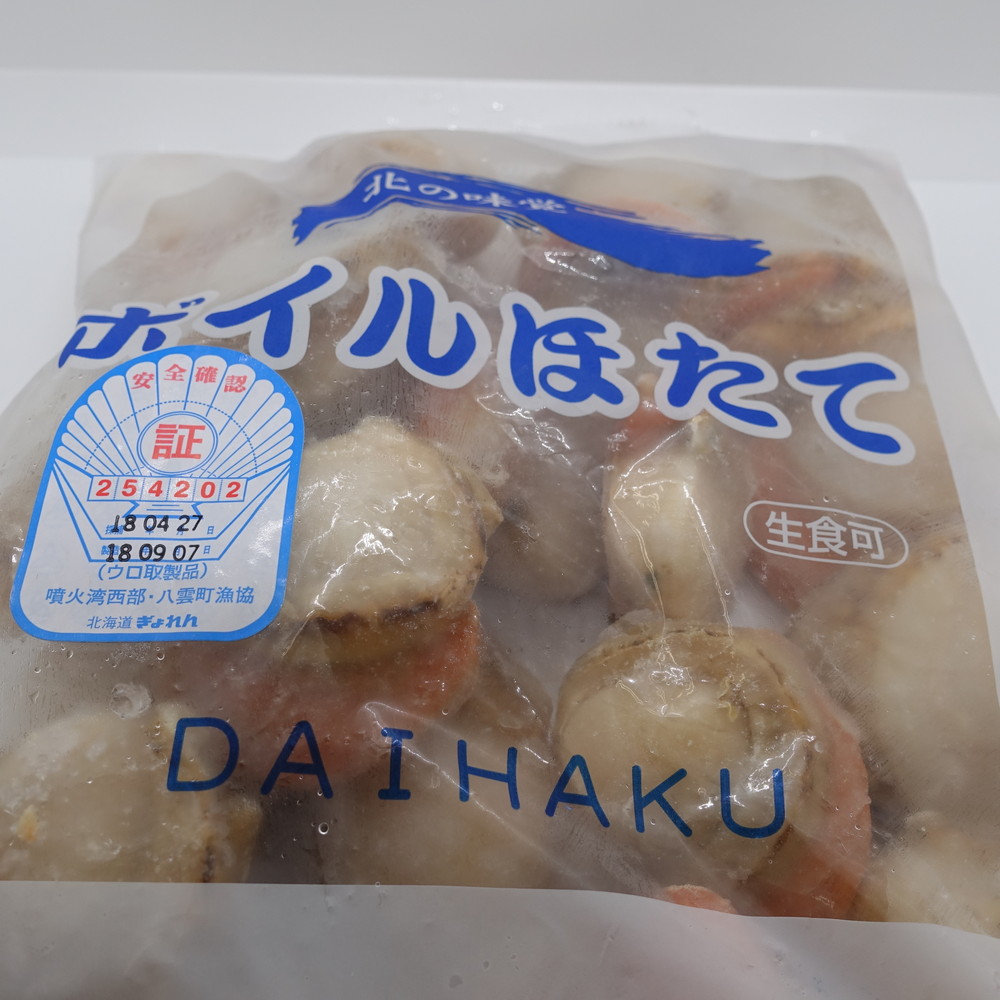 北の味覚
ボイルほたて
安全確認
証
254202
18 04 27
18 09 07
(ウロ取製品)
噴火湾西部・八雲町漁協
北海道 ぎょれん
生食可
DAIHAKU